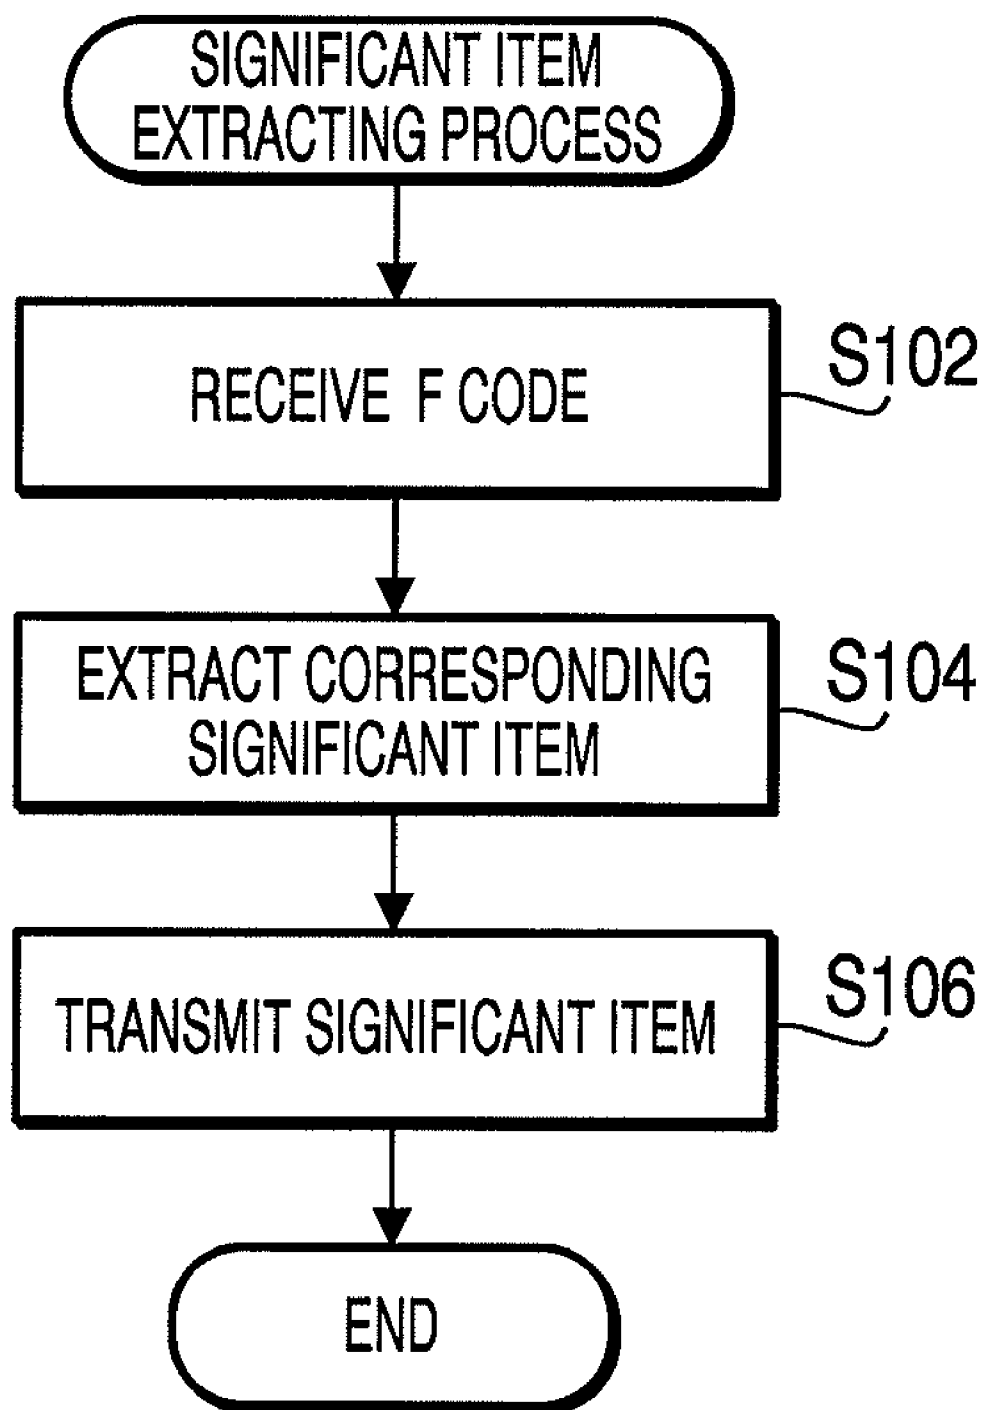 SIGNIFICANT ITEM
EXTRACTING PROCESS
RECEIVE F CODE
S102
EXTRACT CORRESPONDING
SIGNIFICANT ITEM
S104
TRANSMIT SIGNIFICANT ITEM
S106
END